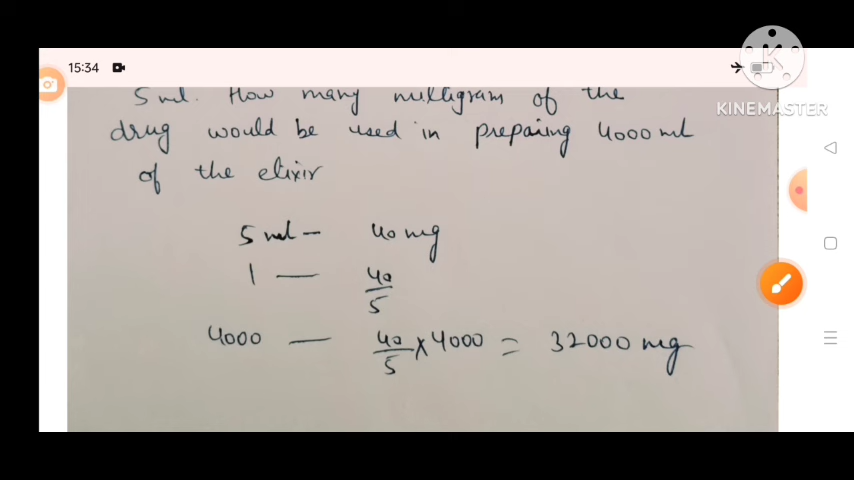 15:34
KINEMASTER
5 ml. How many milligram of the
drug would be used in preparing 4000 ml
of the elixir
5 ml — 40 mg
1 — 40/5
4000 — 40/5 × 4000 = 32000 mg